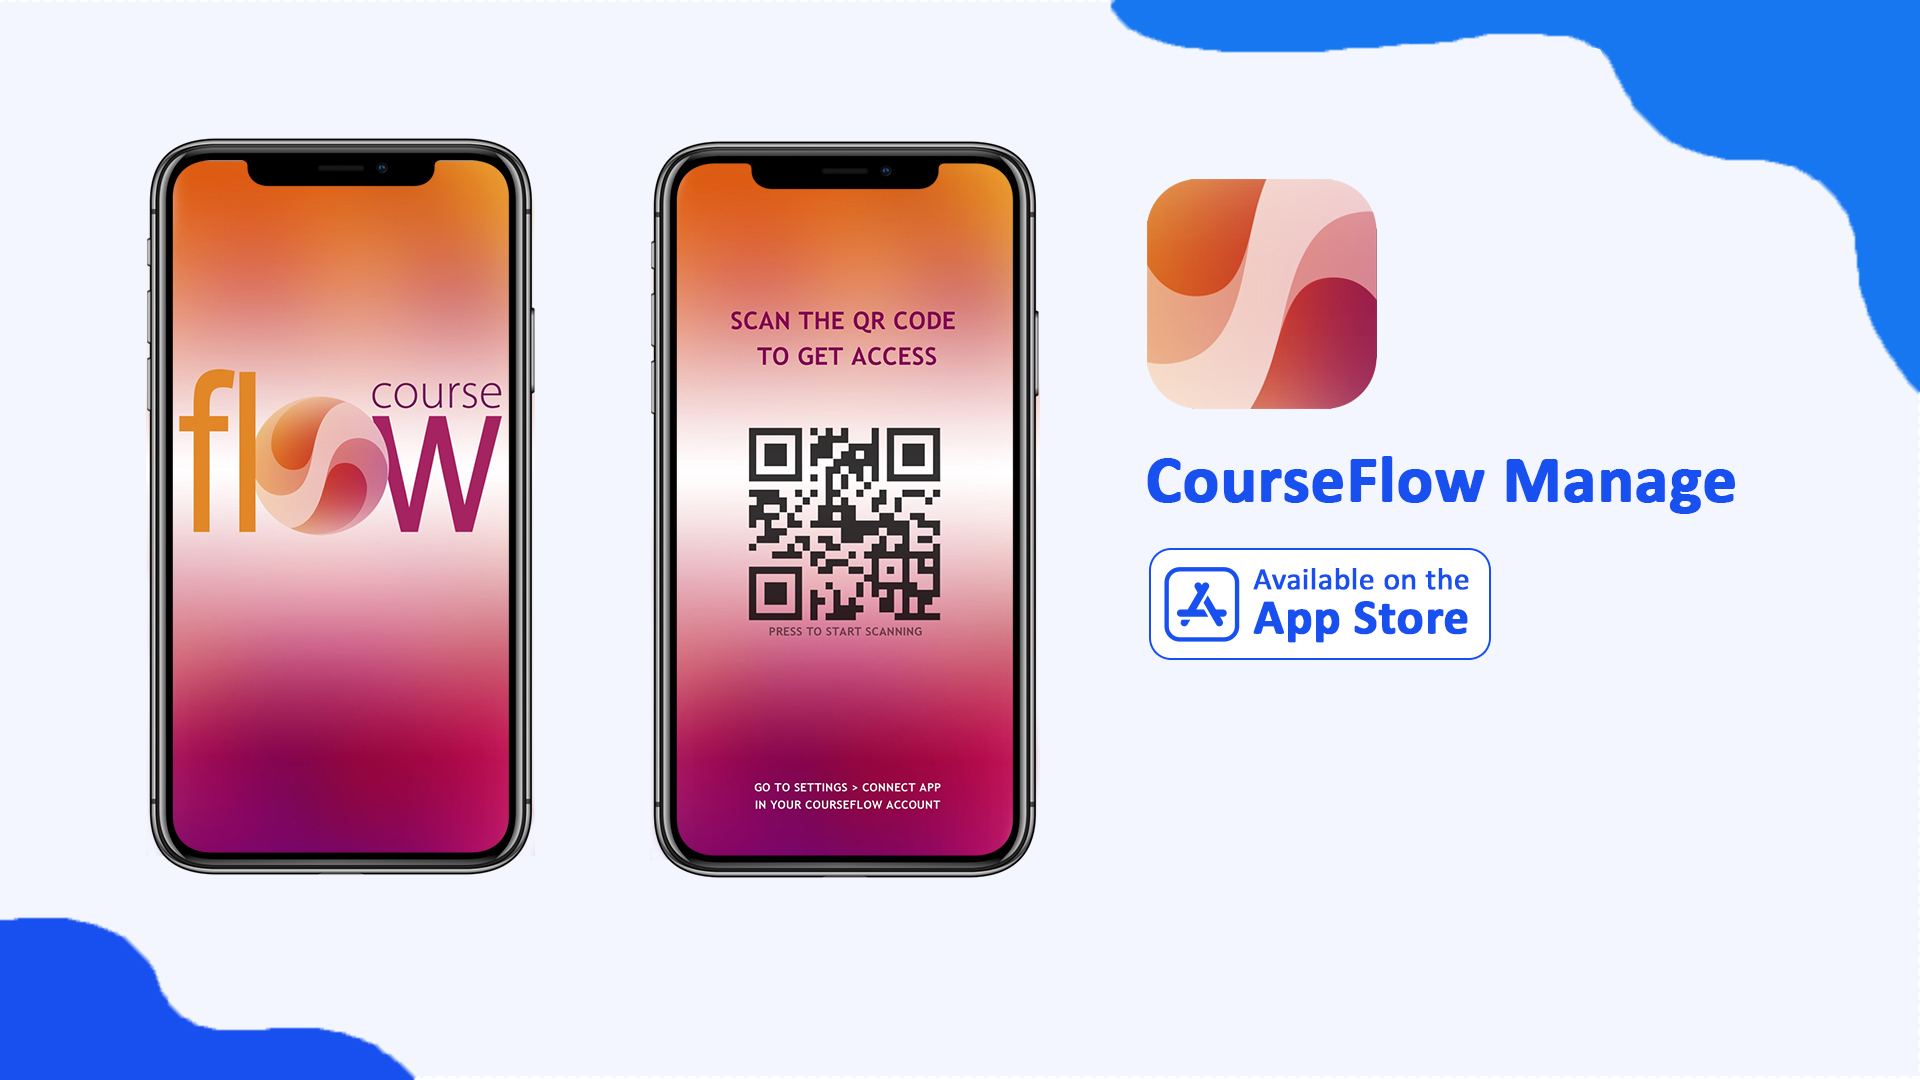 course
flow
SCAN THE QR CODE
TO GET ACCESS
PRESS TO START SCANNING
GO TO SETTINGS > CONNECT APP
IN YOUR COURSEFLOW ACCOUNT
CourseFlow Manage
Available on the
App Store